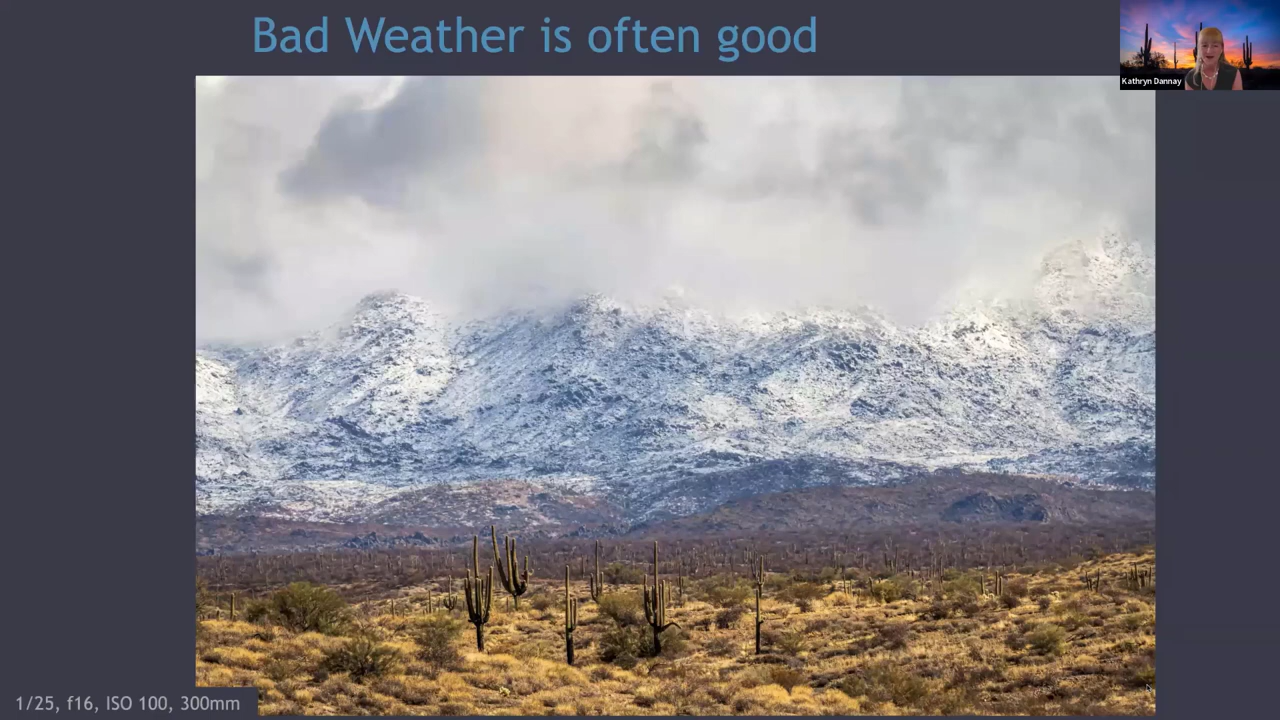 Bad Weather is often good
Kathryn Dannay
1/25, f16, ISO 100, 300mm